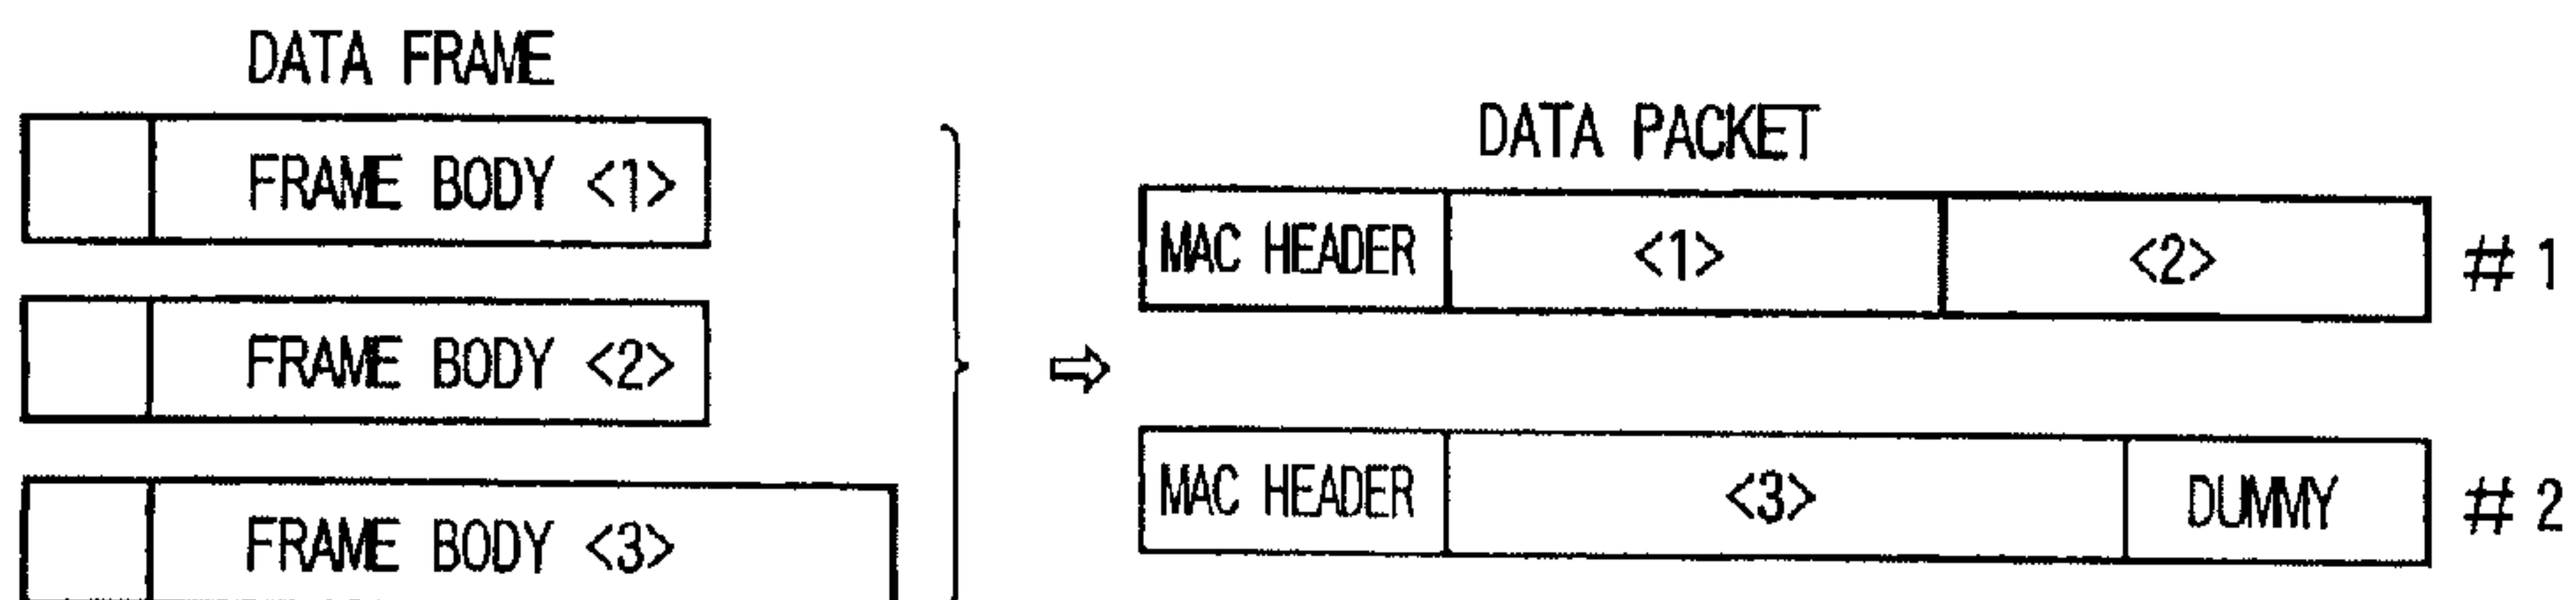 DATA FRAME
FRAME BODY <1>
FRAME BODY <2>
FRAME BODY <3>
DATA PACKET
MAC HEADER <1> <2> # 1
MAC HEADER <3> DUMMY # 2